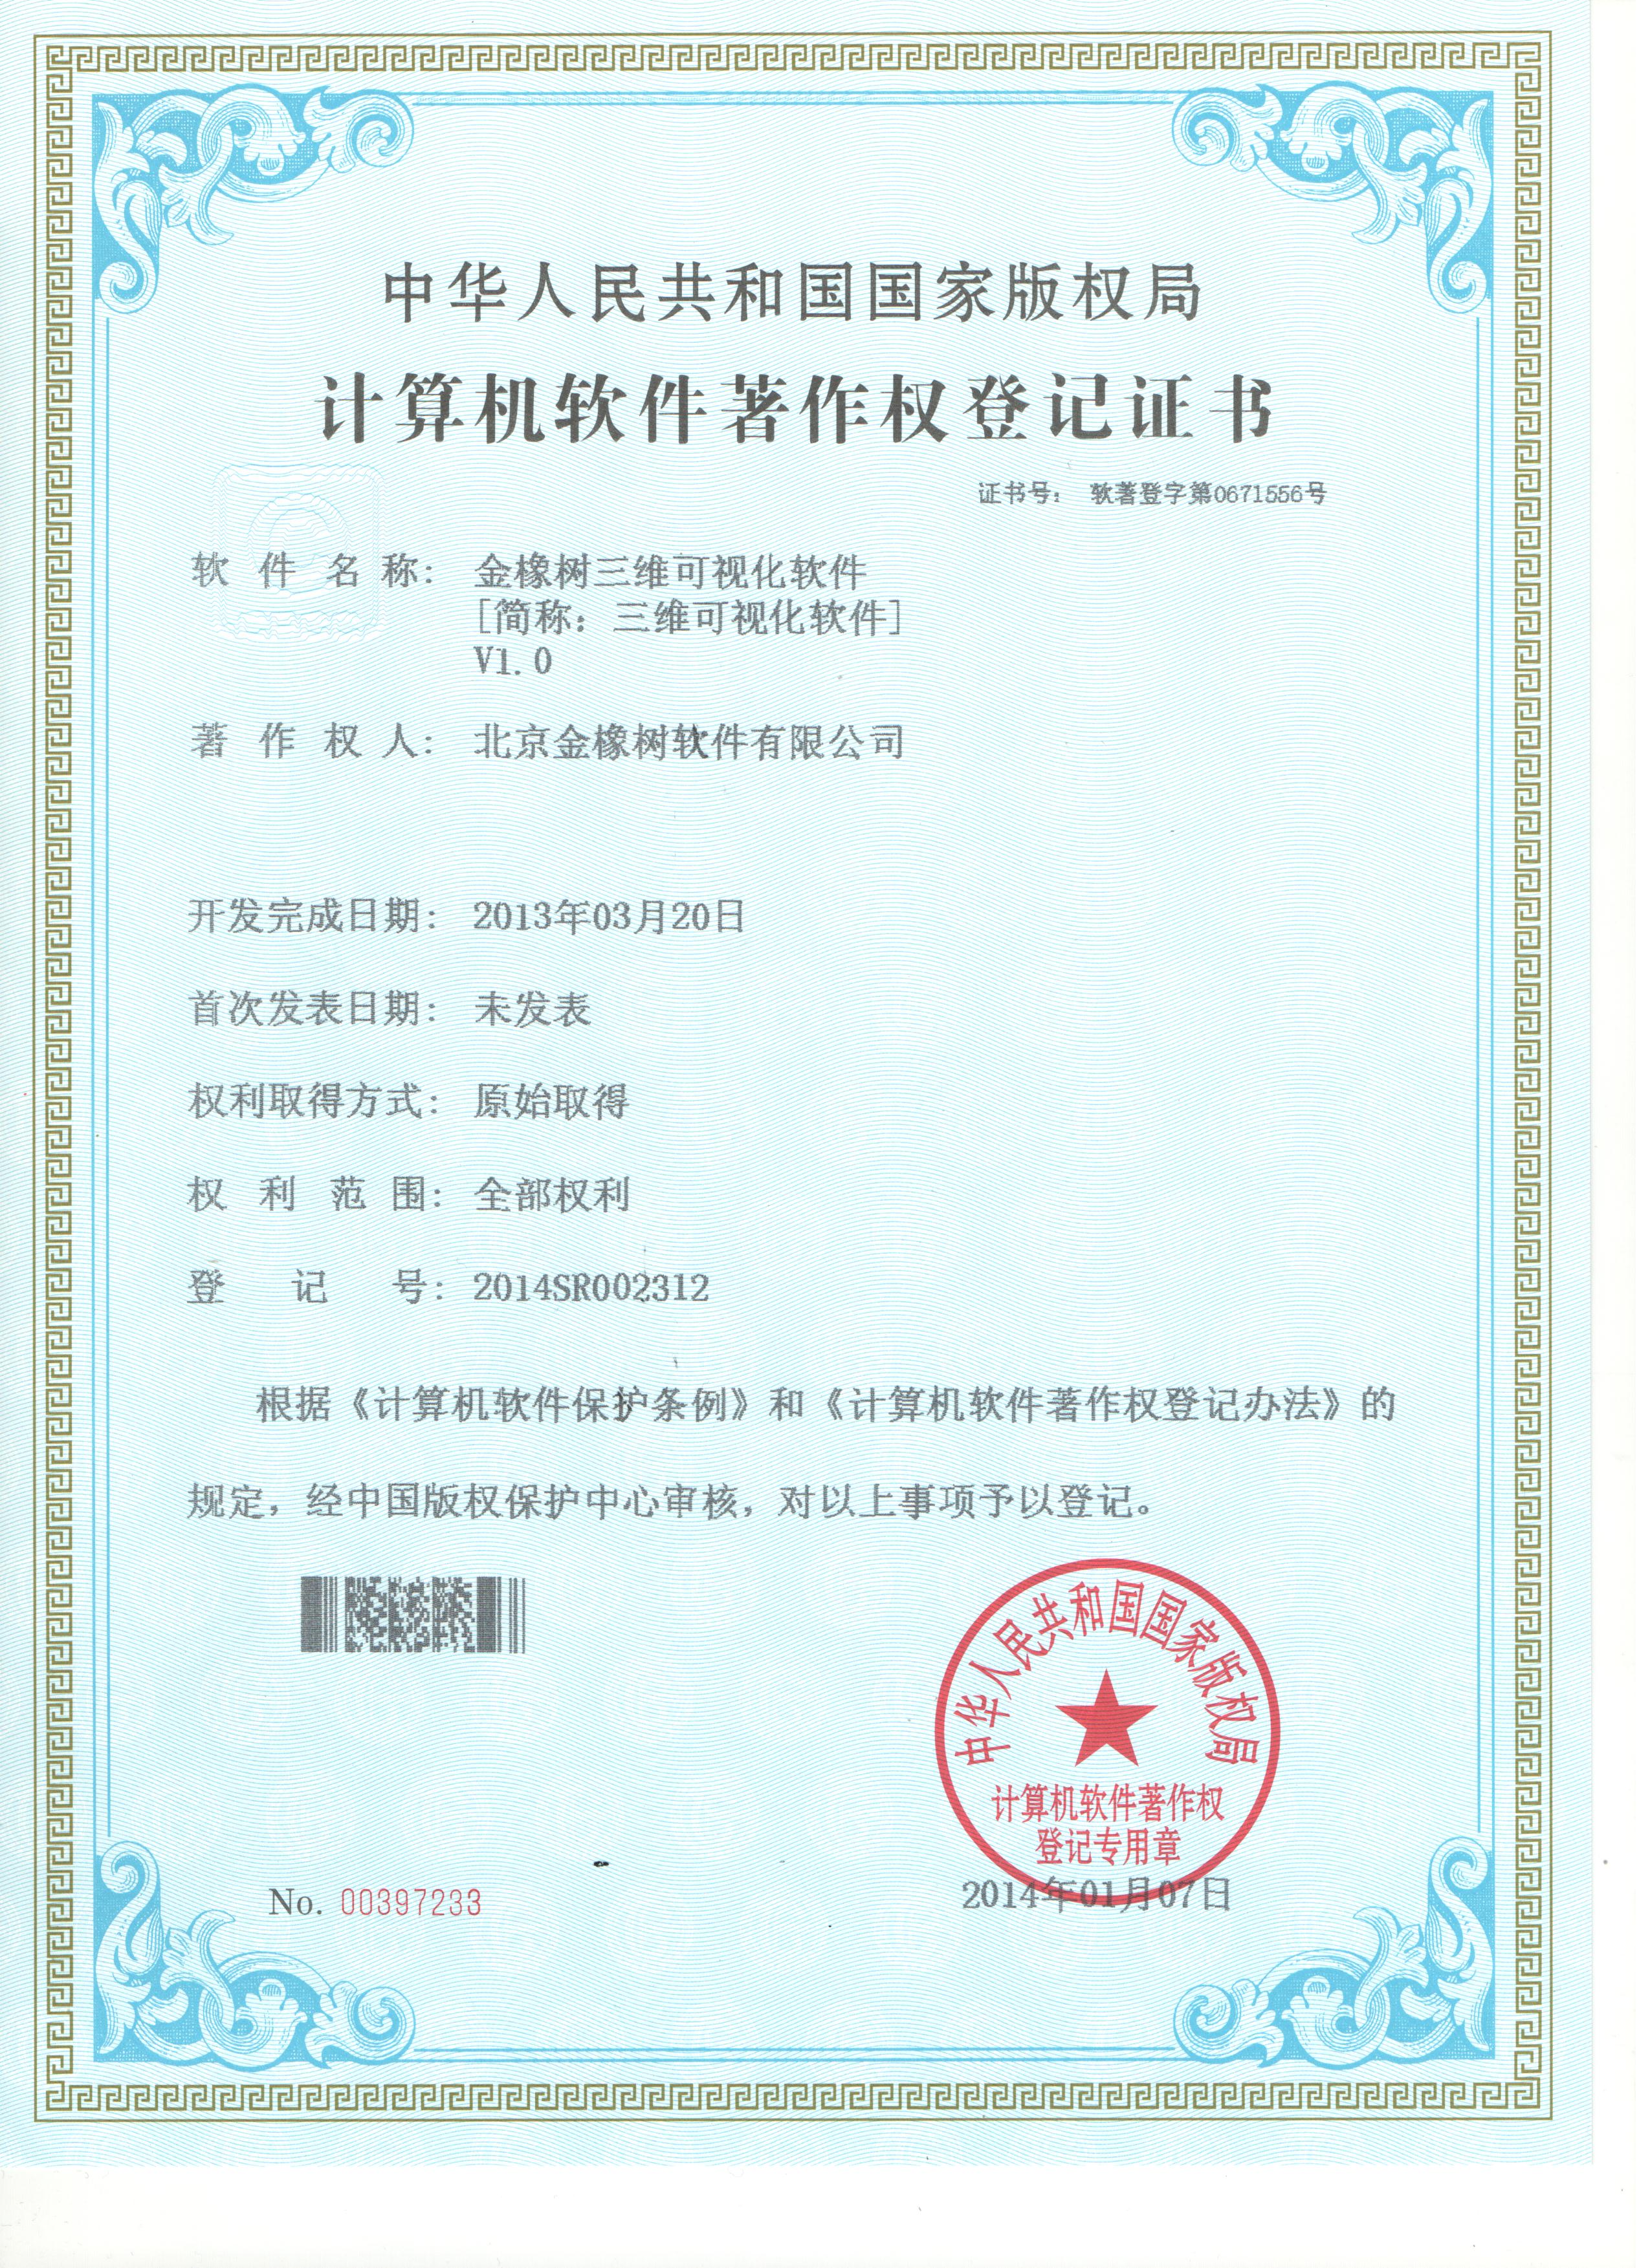 中华人民共和国国家版权局
计算机软件著作权登记证书
证书号： 软著登字第0671556号
软件名称： 金橡树三维可视化软件
[简称：三维可视化软件]
V1.0
著作权人： 北京金橡树软件有限公司
开发完成日期： 2013年03月20日
首次发表日期： 未发表
权利取得方式： 原始取得
权利范围： 全部权利
登记号： 2014SR002312
根据《计算机软件保护条例》和《计算机软件著作权登记办法》的
规定，经中国版权保护中心审核，对以上事项予以登记。
中华人民共和国国家版权局
计算机软件著作权
登记专用章
No. 00397233
2014年01月07日